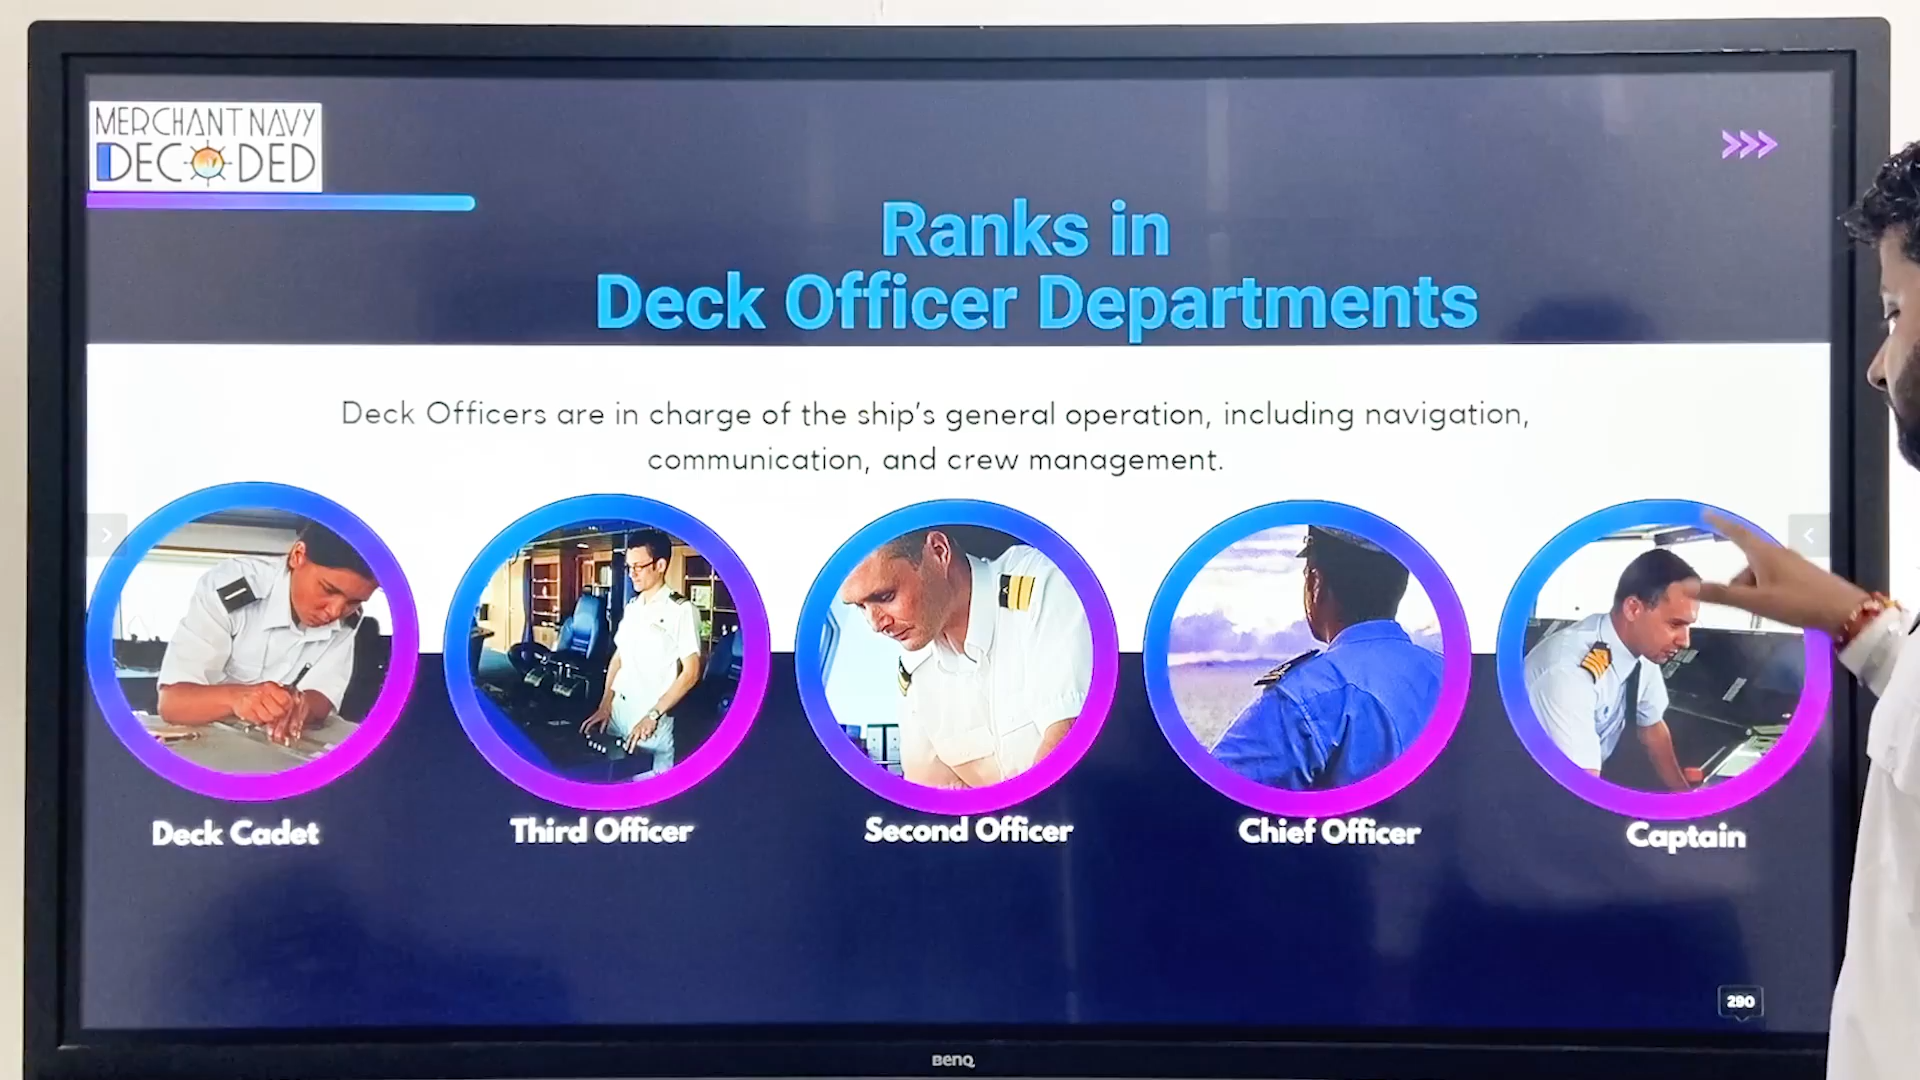 MERCHANT NAVY
DECODED
Ranks in
Deck Officer Departments
Deck Officers are in charge of the ship's general operation, including navigation,
communication, and crew management.
Deck Cadet
Third Officer
Second Officer
Chief Officer
Captain
290
BenQ